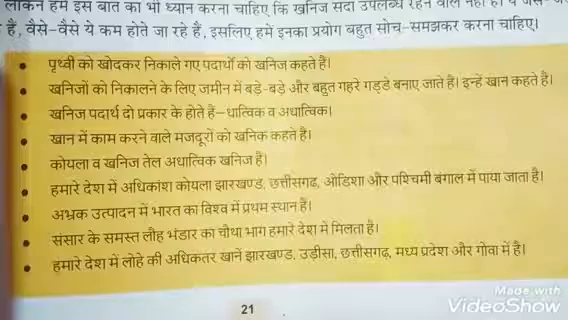 लेकिन हमें इस बात का भी ध्यान करना चाहिए कि खनिज सदा उपलब्ध रहने वाले नहीं हैं। ये
हैं, वैसे-वैसे ये कम होते जा रहे हैं, इसलिए हमें इनका प्रयोग बहुत सोच-समझकर करना चाहिए।
• पृथ्वी को खोदकर निकाले गए पदार्थों को खनिज कहते हैं।
• खनिजों को निकालने के लिए जमीन में बड़े-बड़े और बहुत गहरे गड्डे बनाए जाते हैं। इन्हें खान कहते हैं।
• खनिज पदार्थ दो प्रकार के होते हैं–धात्विक व अधात्विक।
• खान में काम करने वाले मजदूरों को खनिक कहते हैं।
• कोयला व खनिज तेल अधात्विक खनिज हैं।
• हमारे देश में अधिकांश कोयला झारखण्ड, छत्तीसगढ़, ओडिशा और पश्चिमी बंगाल में पाया जाता है।
• अभ्रक उत्पादन में भारत का विश्व में प्रथम स्थान है।
• संसार के समस्त लौह भंडार का चौथा भाग हमारे देश में मिलता है।
• हमारे देश में लोहे की अधिकतर खानें झारखण्ड, उड़ीसा, छत्तीसगढ़, मध्य प्रदेश और गोवा में है।
21
Made with
VideoShow